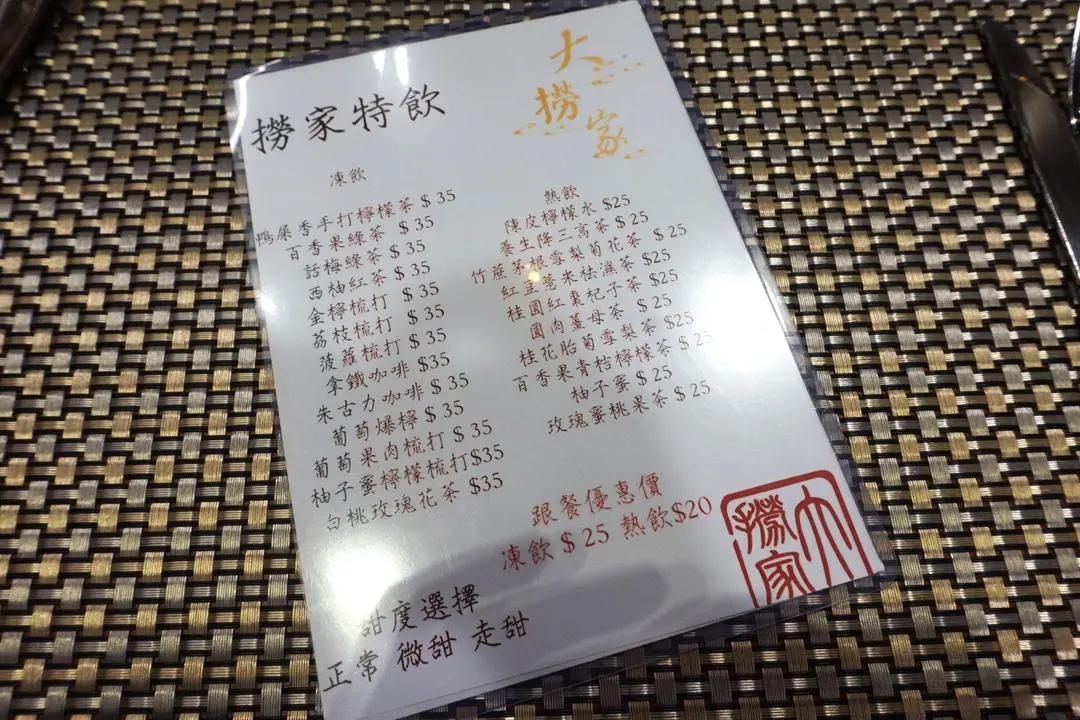 撈家特飲
大撈家
凍飲
鴨屎香手打檸檬茶 $ 35
百香果綠茶 $ 35
話梅綠茶 $ 35
西柚紅茶 $ 35
金檸梳打 $ 35
荔枝梳打 $ 35
菠蘿梳打 $ 35
拿鐵咖啡 $35
朱古力咖啡 $ 35
葡萄爆檸 $ 35
葡萄果肉梳打 $ 35
柚子蜜檸檬梳打$35
白桃玫瑰花茶 $35
熱飲
陳皮檸檬水 $25
養生降三高茶 $ 25
竹蔗茅根雪梨菊花茶 $ 25
紅豆薏米祛濕茶 $25
桂圓紅棗杞子茶 $25
圓肉薑母茶 $ 25
桂花胎菊雪梨茶 $25
百香果青桔檸檬茶 $ 25
柚子蜜 $ 25
玫瑰蜜桃果茶 $ 25
跟餐優惠價
凍飲 $ 25 熱飲$20
大撈家
甜度選擇
正常 微甜 走甜